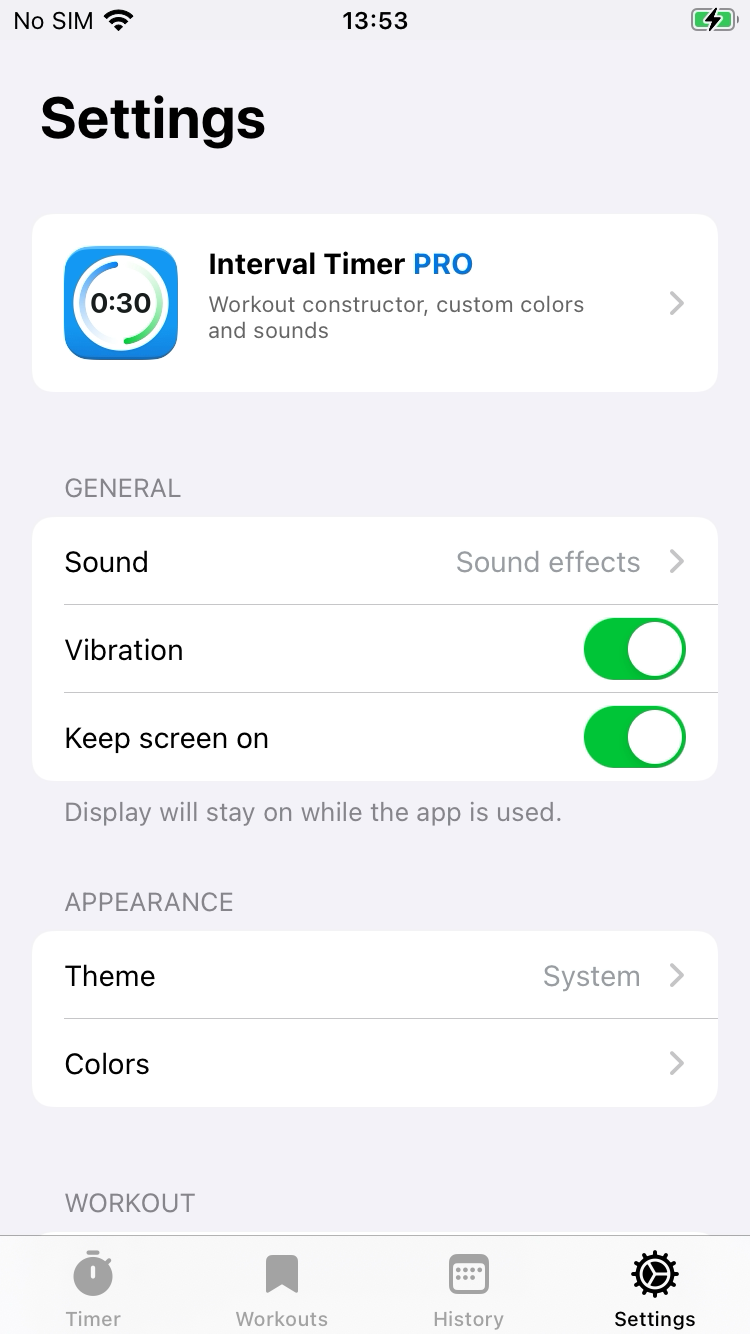 No SIM 13:53
Settings
0:30
Interval Timer PRO
Workout constructor, custom colors
and sounds
GENERAL
Sound Sound effects
Vibration
Keep screen on
Display will stay on while the app is used.
APPEARANCE
Theme System
Colors
WORKOUT
Timer Workouts History Settings